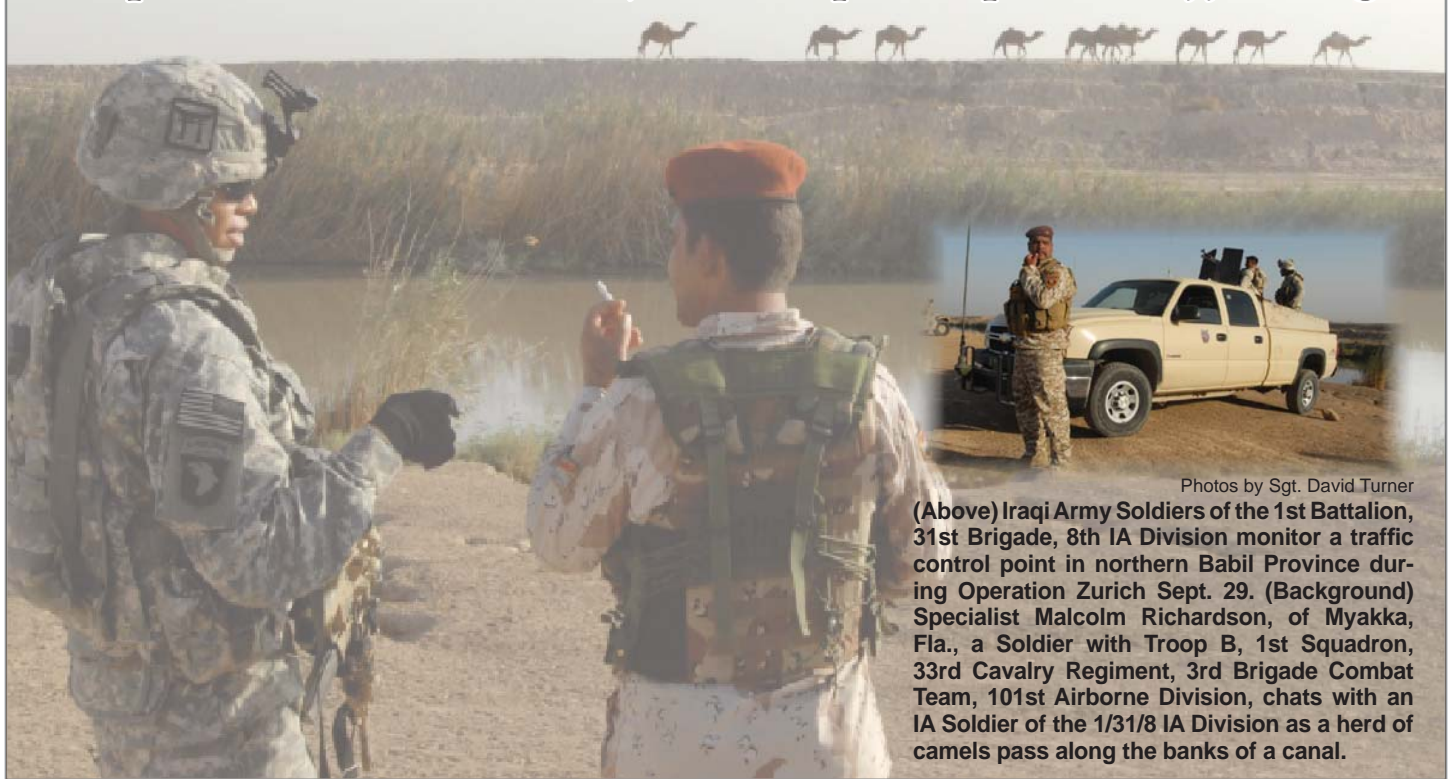 Photos by Sgt. David Turner
(Above) Iraqi Army Soldiers of the 1st Battalion,
31st Brigade, 8th IA Division monitor a traffic
control point in northern Babil Province dur-
ing Operation Zurich Sept. 29. (Background)
Specialist Malcolm Richardson, of Myakka,
Fla., a Soldier with Troop B, 1st Squadron,
33rd Cavalry Regiment, 3rd Brigade Combat
Team, 101st Airborne Division, chats with an
IA Soldier of the 1/31/8 IA Division as a herd of
camels pass along the banks of a canal.